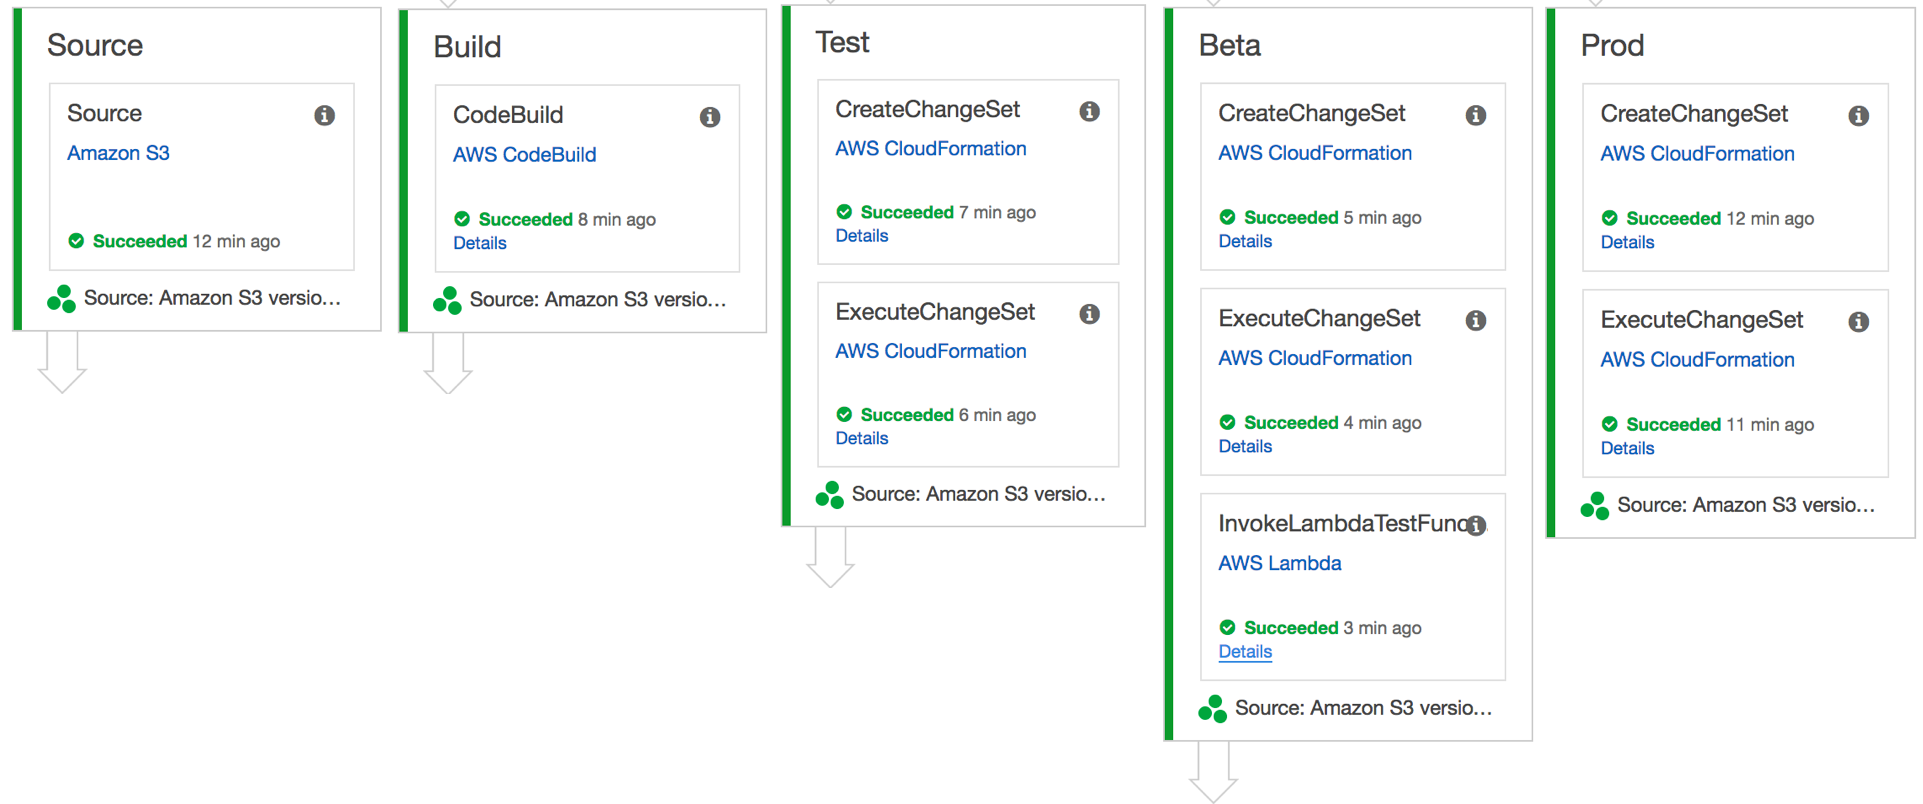 Source
Source
Amazon S3
Succeeded 12 min ago
Source: Amazon S3 versio…
Build
CodeBuild
AWS CodeBuild
Succeeded 8 min ago
Details
Source: Amazon S3 versio…
Test
CreateChangeSet
AWS CloudFormation
Succeeded 7 min ago
Details
ExecuteChangeSet
AWS CloudFormation
Succeeded 6 min ago
Details
Source: Amazon S3 versio…
Beta
CreateChangeSet
AWS CloudFormation
Succeeded 5 min ago
Details
ExecuteChangeSet
AWS CloudFormation
Succeeded 4 min ago
Details
InvokeLambdaTestFunc
AWS Lambda
Succeeded 3 min ago
Details
Source: Amazon S3 versio…
Prod
CreateChangeSet
AWS CloudFormation
Succeeded 12 min ago
Details
ExecuteChangeSet
AWS CloudFormation
Succeeded 11 min ago
Details
Source: Amazon S3 versio…